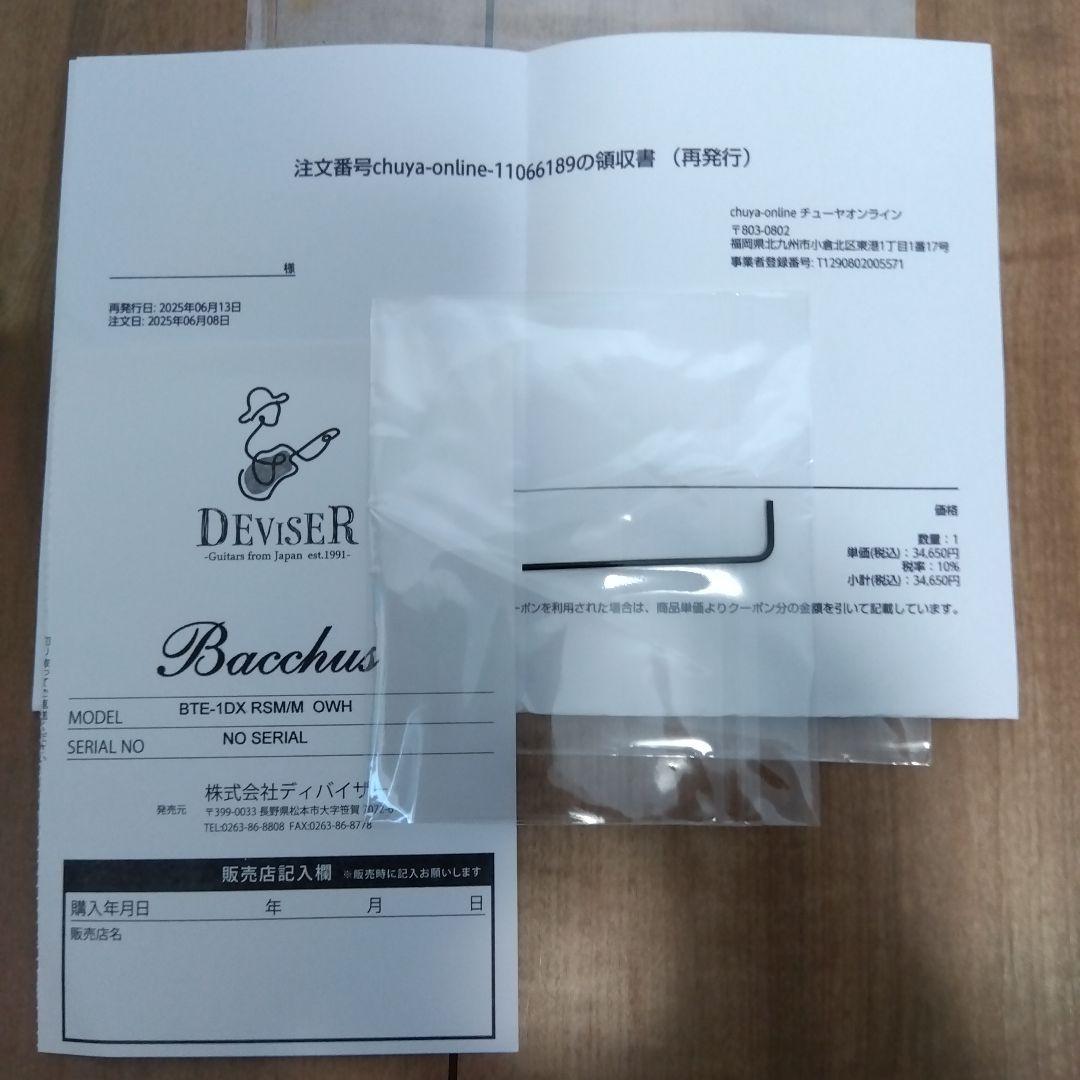 注文番号chuya-online-11066189の領収書 （再発行）
chuya-online チューヤオンライン
〒803-0802
福岡県北九州市小倉北区東港1丁目1番17号
事業者登録番号: T1290802005571
様
再発行日: 2025年06月13日
注文日: 2025年06月08日
DEVISER
-Guitars from Japan est.1991-
価格
数量：1
単価(税込)：34,650円
税率：10%
小計(税込)：34,650円
ーポンを利用された場合は、商品単価よりクーポン分の金額を引いて記載しています。
Bacchus
MODEL BTE-1DX RSM/M OWH
SERIAL NO NO SERIAL
発売元
株式会社ディバイザー
〒399-0033 長野県松本市大字笹賀
TEL:0263-86-8808 FAX:0263-86-8778
販売店記入欄 ※販売時に記入お願いします
購入年月日 年 月 日
販売店名